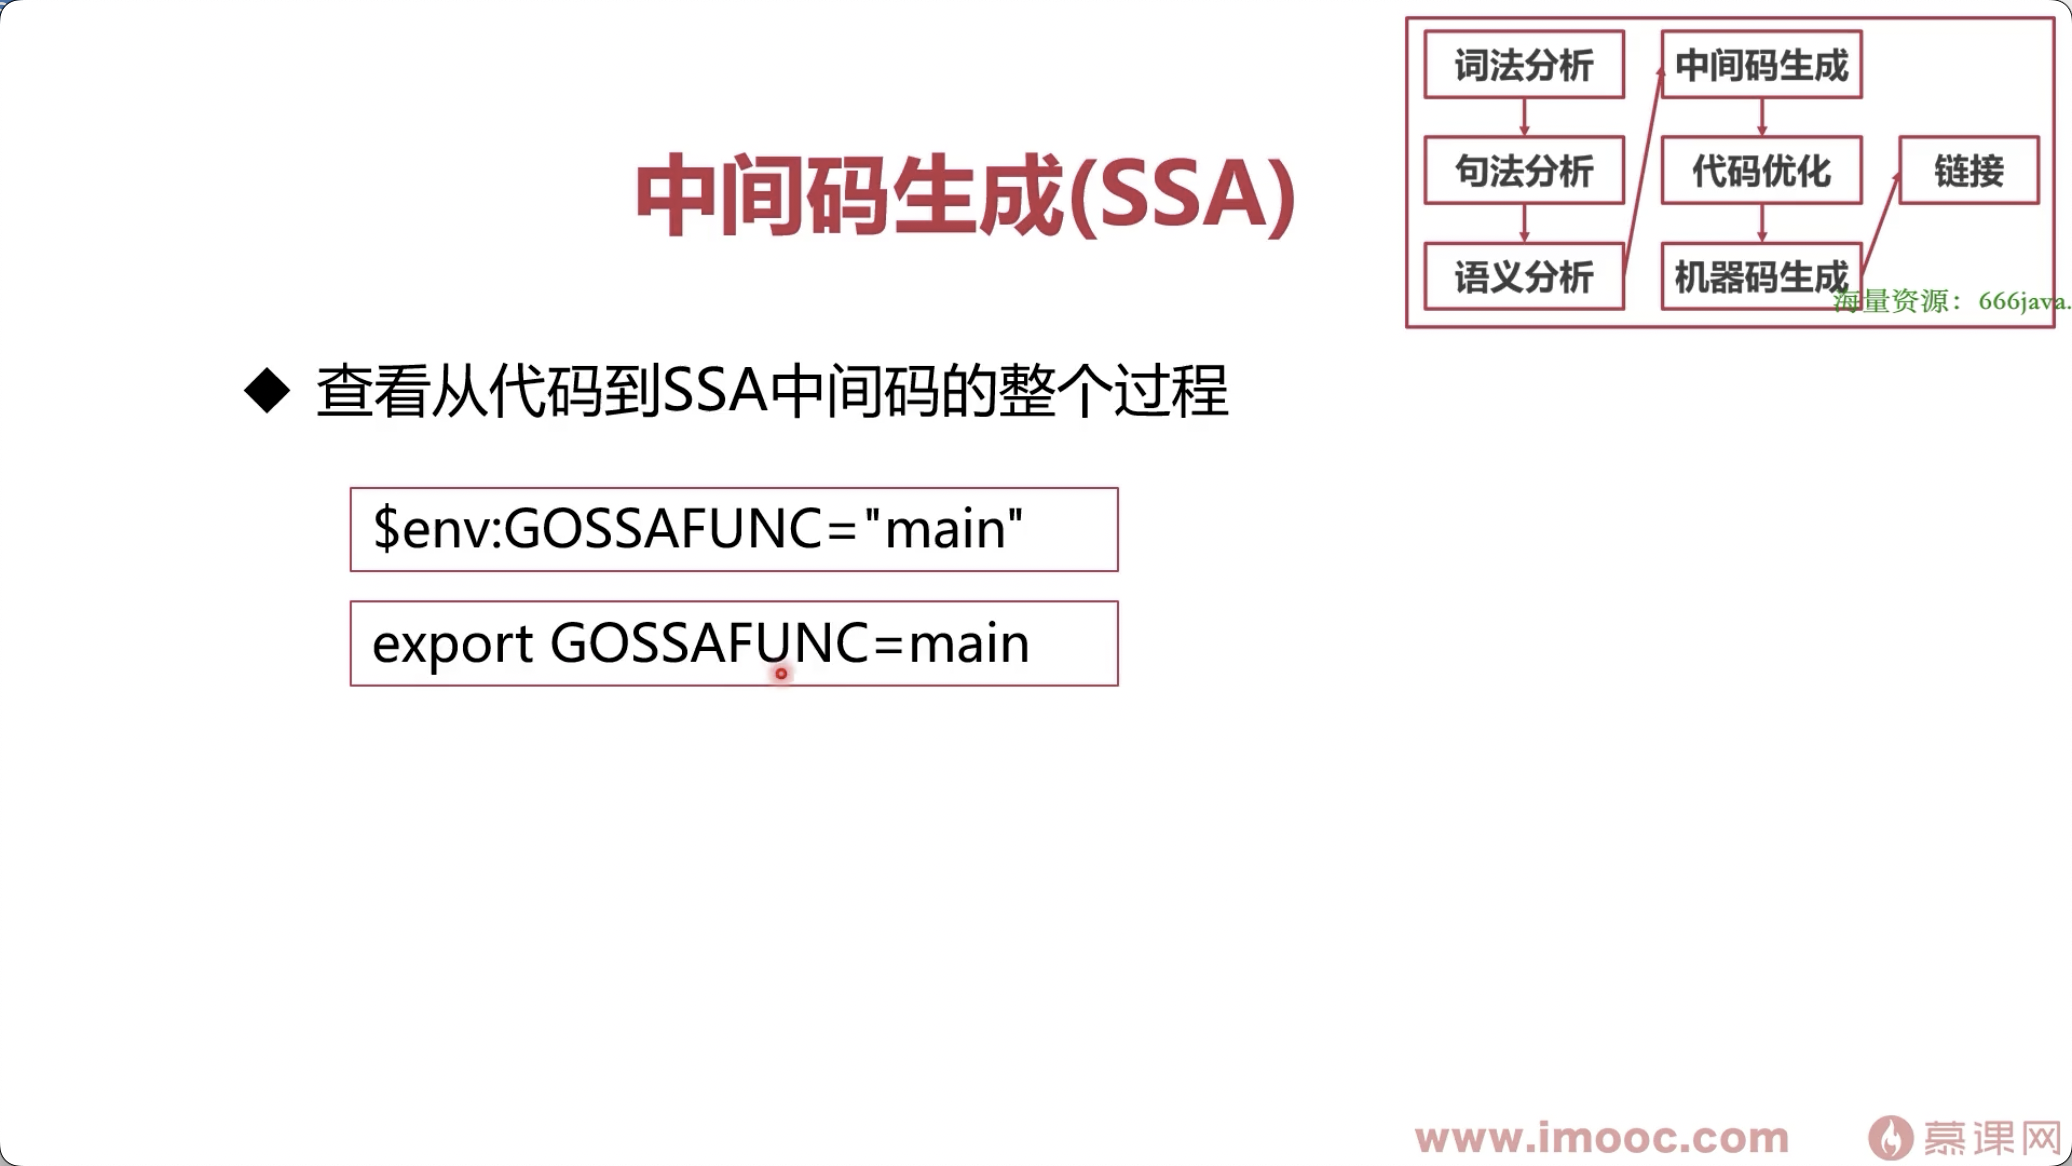 词法分析
中间码生成
句法分析
代码优化
链接
语义分析
机器码生成
海量资源：666java.
中间码生成(SSA)
查看从代码到SSA中间码的整个过程
$env:GOSSAFUNC="main"
export GOSSAFUNC=main
www.imooc.com
慕课网